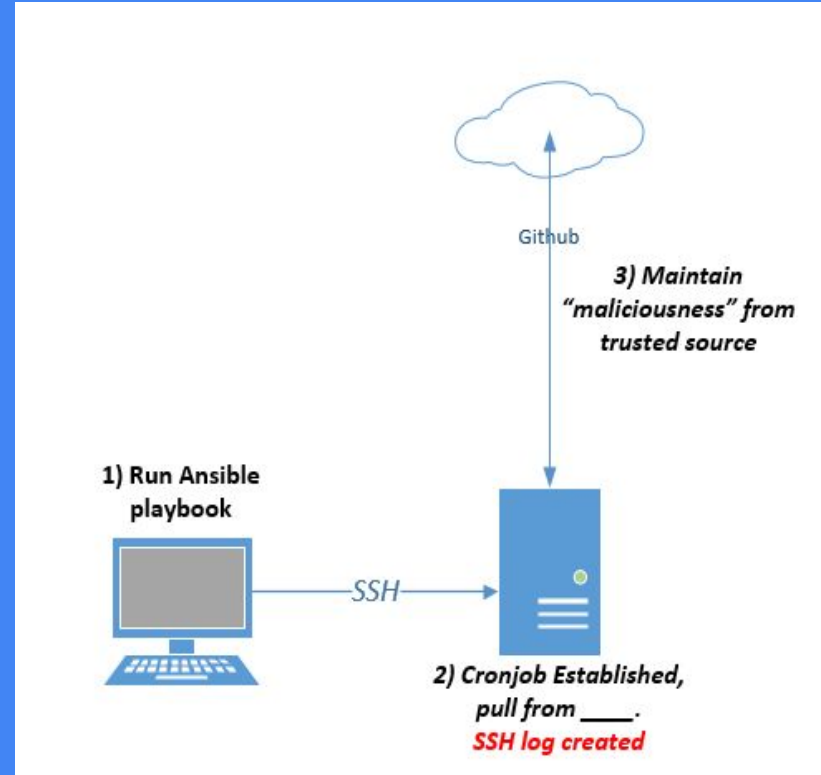 Github
3) Maintain
“maliciousness” from
trusted source
1) Run Ansible
playbook
SSH
2) Cronjob Established,
pull from ____.
SSH log created